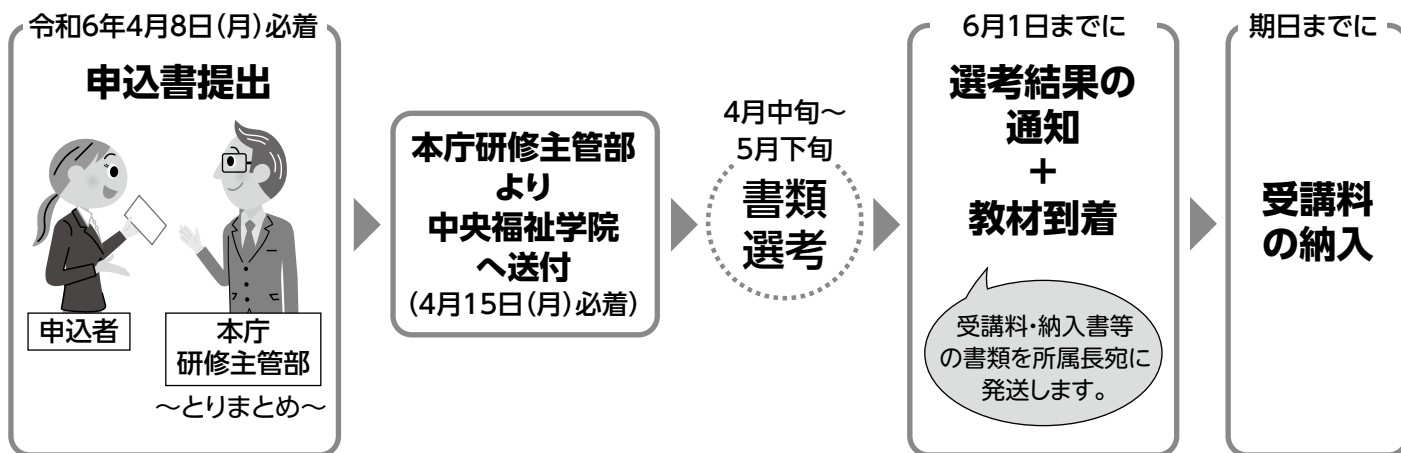 令和6年4月8日(月)必着
申込書提出
申込者
本庁
研修主管部
～とりまとめ～
本庁研修主管部
より
中央福祉学院
へ送付
(4月15日(月)必着)
4月中旬～
5月下旬
書類
選考
6月1日までに
選考結果の
通知
＋
教材到着
受講料・納入書等
の書類を所属長宛に
発送します。
期日までに
受講料
の納入